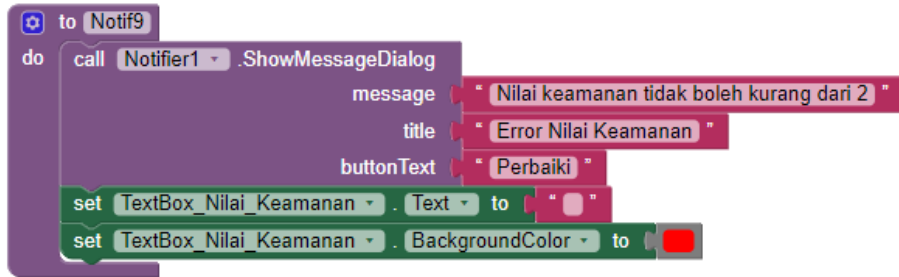 to Notif9
do call Notifier1 .ShowMessageDialog
message " Nilai keamanan tidak boleh kurang dari 2 "
title " Error Nilai Keamanan "
buttonText " Perbaiki "
set TextBox_Nilai_Keamanan . Text to " "
set TextBox_Nilai_Keamanan . BackgroundColor to